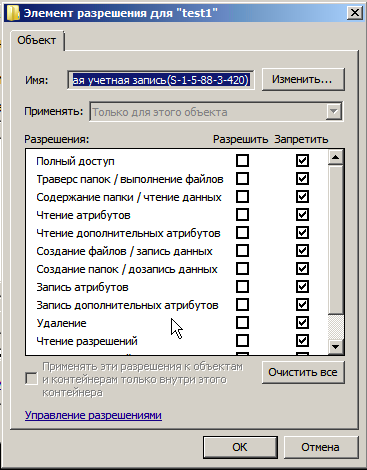 Элемент разрешения для "test1"
Объект
Имя: ая учетная запись(S-1-5-88-3-420) Изменить...
Применять: Только для этого объекта
Разрешения: Разрешить Запретить
Полный доступ
Траверс папок / выполнение файлов
Содержание папки / чтение данных
Чтение атрибутов
Чтение дополнительных атрибутов
Создание файлов / запись данных
Создание папок / дозапись данных
Запись атрибутов
Запись дополнительных атрибутов
Удаление
Чтение разрешений
Применять эти разрешения к объектам
и контейнерам только внутри этого
контейнера
Очистить все
Управление разрешениями
ОК Отмена